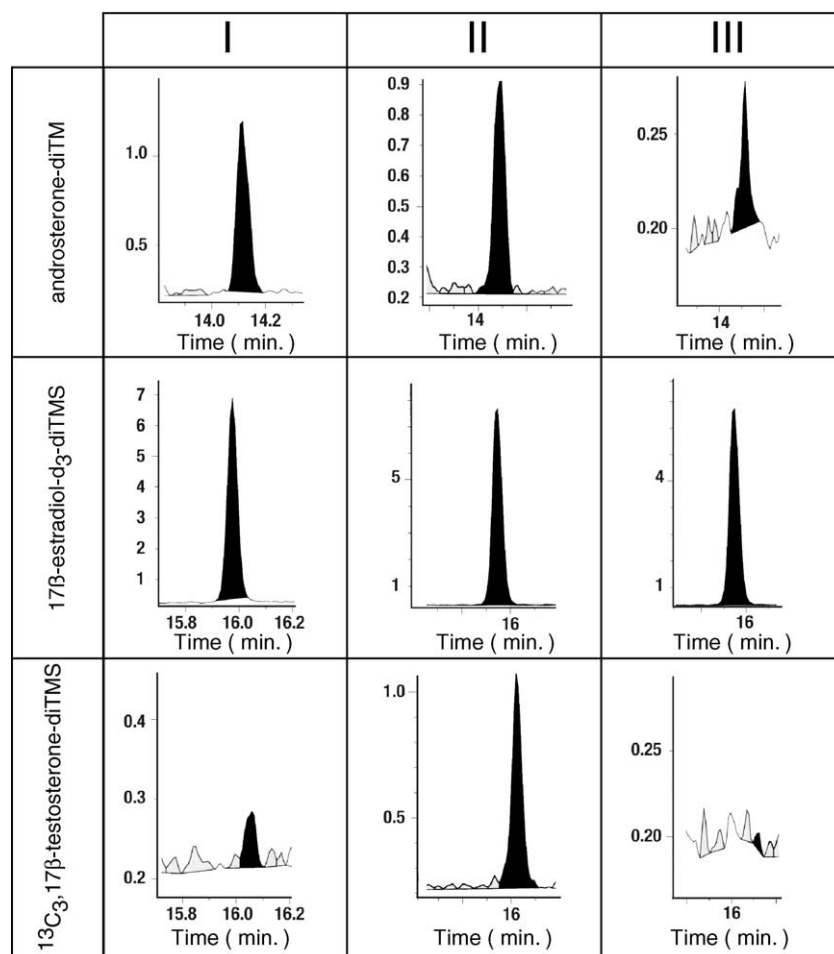 I II III
androsterone-diTM
1.0
0.5
14.0 14.2
Time ( min. )
0.9
0.8
0.7
0.6
0.5
0.4
0.3
0.2
14
Time ( min. )
0.25
0.20
14
Time ( min. )
17ß-estradiol-d3-diTMS
7
6
5
4
3
2
1
15.8 16.0 16.2
Time ( min. )
5
1
16
Time ( min. )
4
1
16
Time ( min. )
13C3,17β-testosterone-diTMS
0.4
0.3
0.2
15.8 16.0 16.2
Time ( min. )
1.0
0.5
16
Time ( min. )
0.25
0.20
16
Time ( min. )